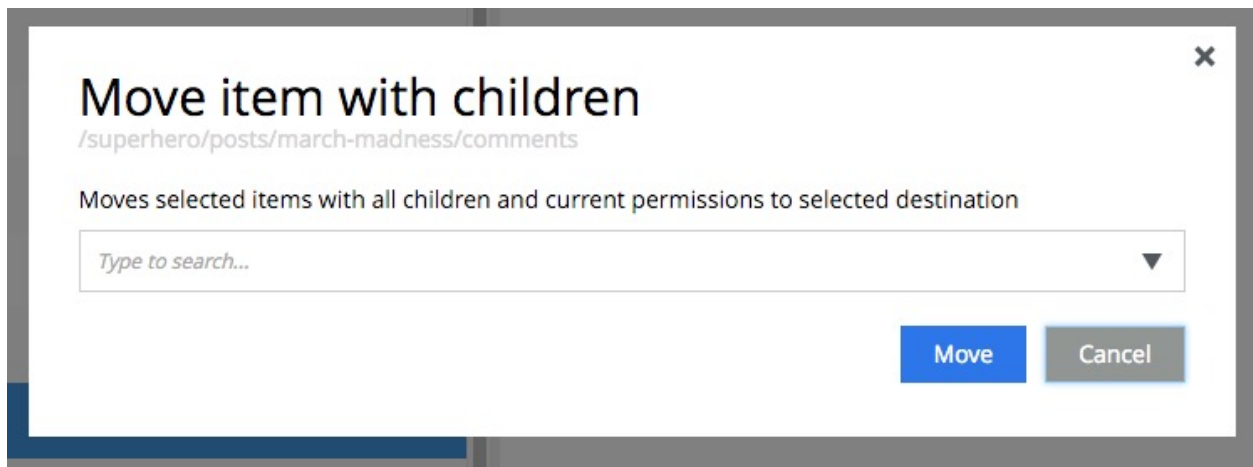 Move item with children
/superhero/posts/march-madness/comments
Moves selected items with all children and current permissions to selected destination
Type to search...
Move
Cancel